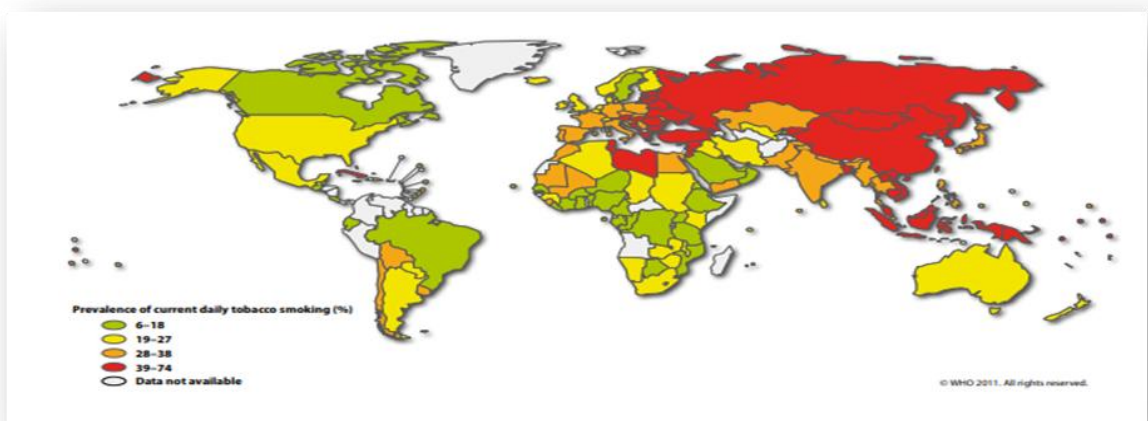 Prevalence of current daily tobacco smoking (%)
6–18
19–27
28–38
39–74
Data not available
© WHO 2011. All rights reserved.